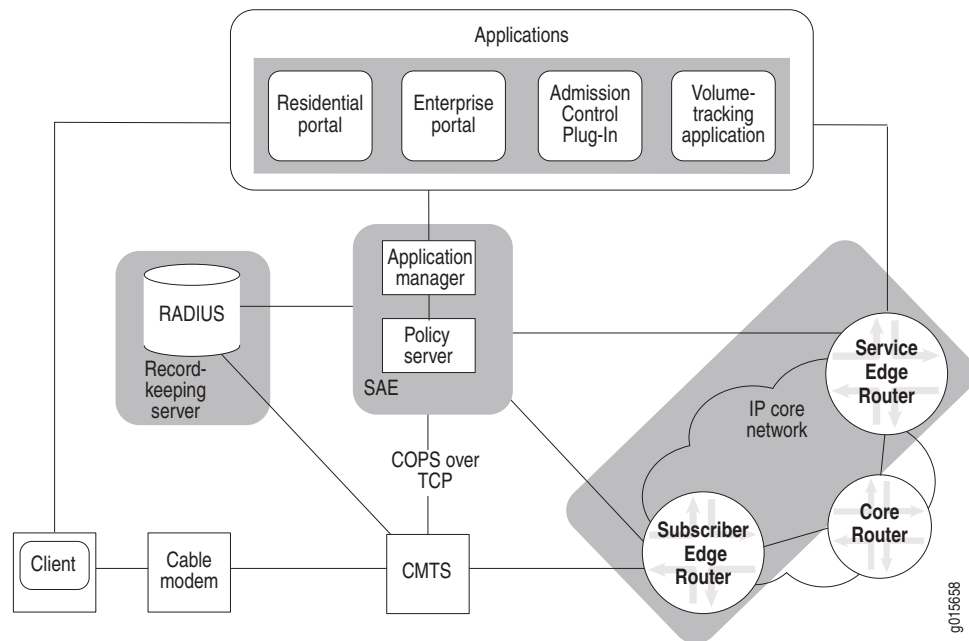 Applications
Residential
portal
Enterprise
portal
Admission
Control
Plug-In
Volume-
tracking
application
Application
manager
RADIUS
Policy
server
Record-
keeping
server
SAE
Service
Edge
Router
IP core
network
COPS over
TCP
Core
Router
Subscriber
Edge
Router
Client
Cable
modem
CMTS
g015658